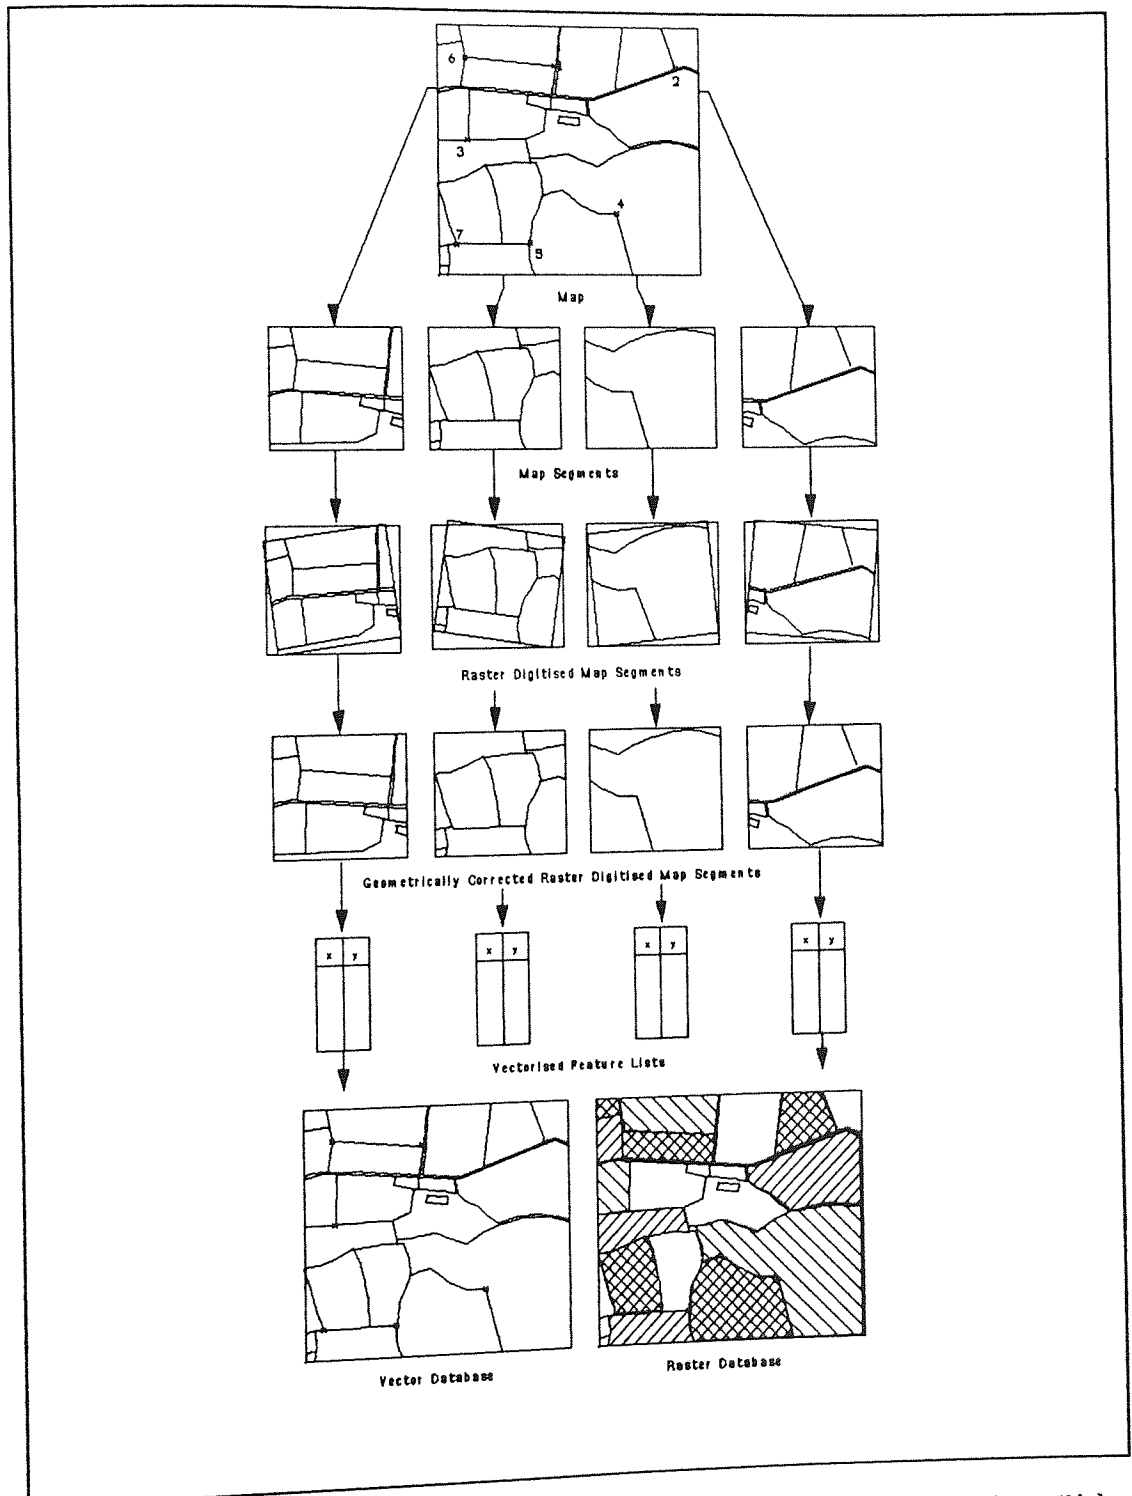 6
2
3
4
7
5
Map
Map Segments
Raster Digitised Map Segments
Geometrically Corrected Raster Digitised Map Segments
x y x y x y x y
Vectorised Feature Lists
Vector Database
Raster Database